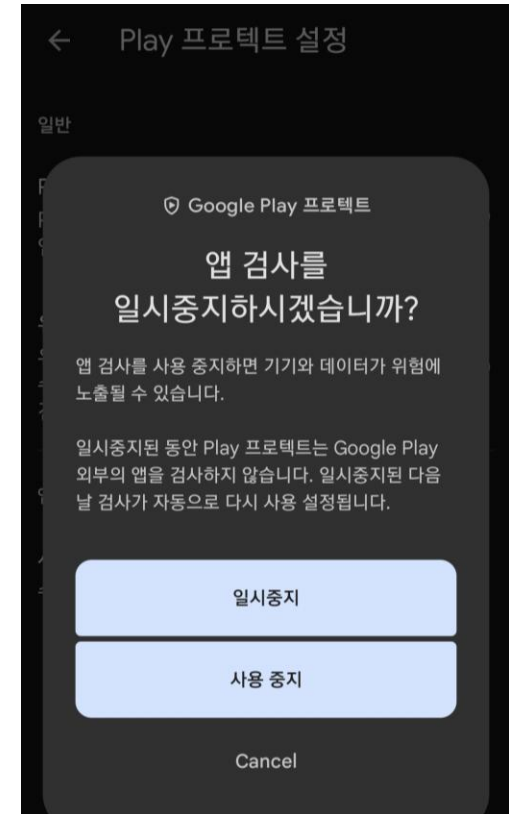 Play 프로텍트 설정
일반
Google Play 프로텍트
앱 검사를
일시중지하시겠습니까?
앱 검사를 사용 중지하면 기기와 데이터가 위험에
노출될 수 있습니다.
일시중지된 동안 Play 프로텍트는 Google Play
외부의 앱을 검사하지 않습니다. 일시중지된 다음
날 검사가 자동으로 다시 사용 설정됩니다.
일시중지
사용 중지
Cancel